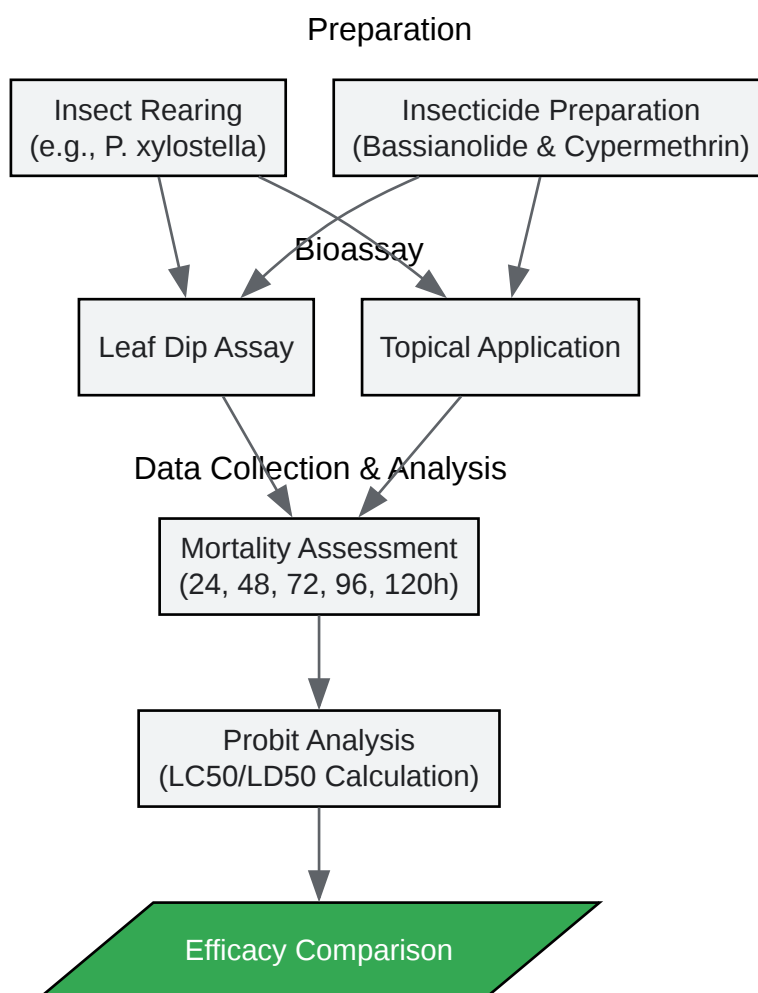 Preparation
Insect Rearing
(e.g., P. xylostella)
Insecticide Preparation
(Bassianolide & Cypermethrin)
Bioassay
Leaf Dip Assay
Topical Application
Data Collection & Analysis
Mortality Assessment
(24, 48, 72, 96, 120h)
Probit Analysis
(LC50/LD50 Calculation)
Efficacy Comparison